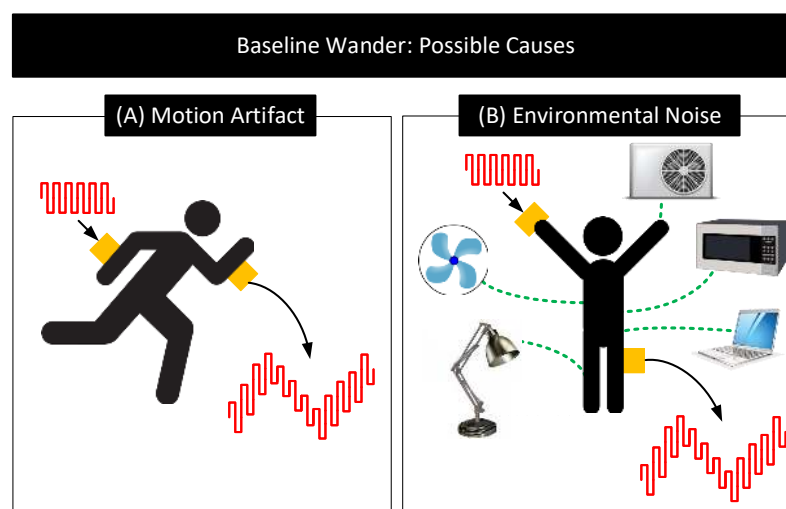 Baseline Wander: Possible Causes
(A) Motion Artifact
(B) Environmental Noise